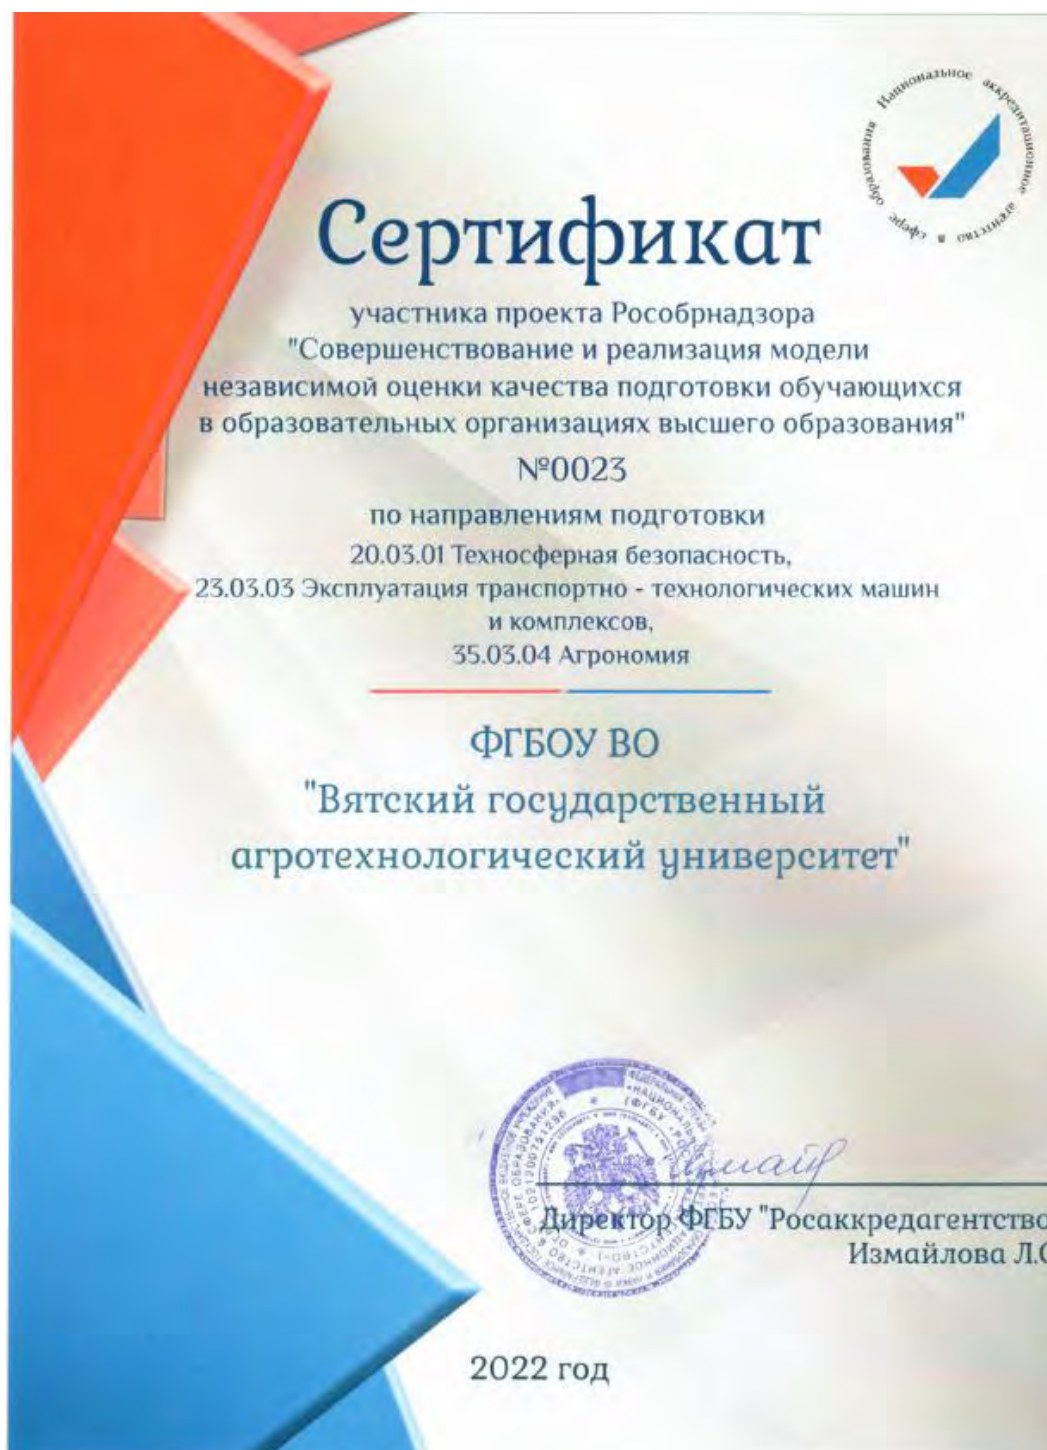 Национальное аккредитационное агентство в сфере образования
Сертификат
участника проекта Рособрнадзора
"Совершенствование и реализация модели
независимой оценки качества подготовки обучающихся
в образовательных организациях высшего образования"
№0023
по направлениям подготовки
20.03.01 Техносферная безопасность,
23.03.03 Эксплуатация транспортно - технологических машин
и комплексов,
35.03.04 Агрономия
ФГБОУ ВО
"Вятский государственный
агротехнологический университет"
Директор ФГБУ "Росаккредагентство
Измайлова Л.
2022 год